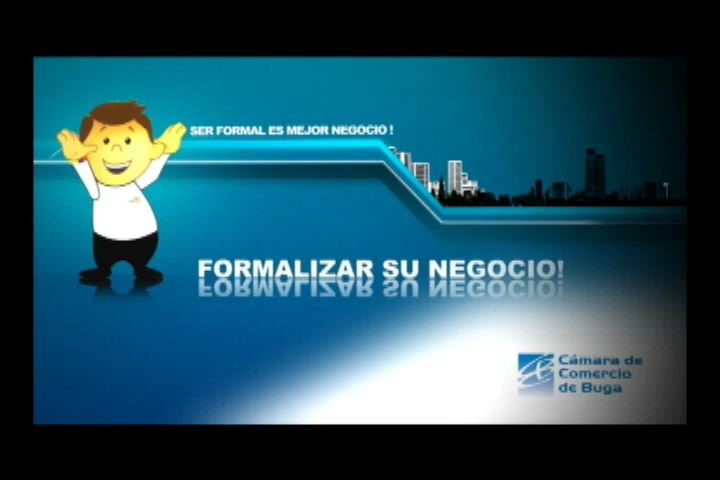 SER FORMAL ES MEJOR NEGOCIO!
FORMALIZAR SU NEGOCIO!
Cámara de
Comercio
de Buga